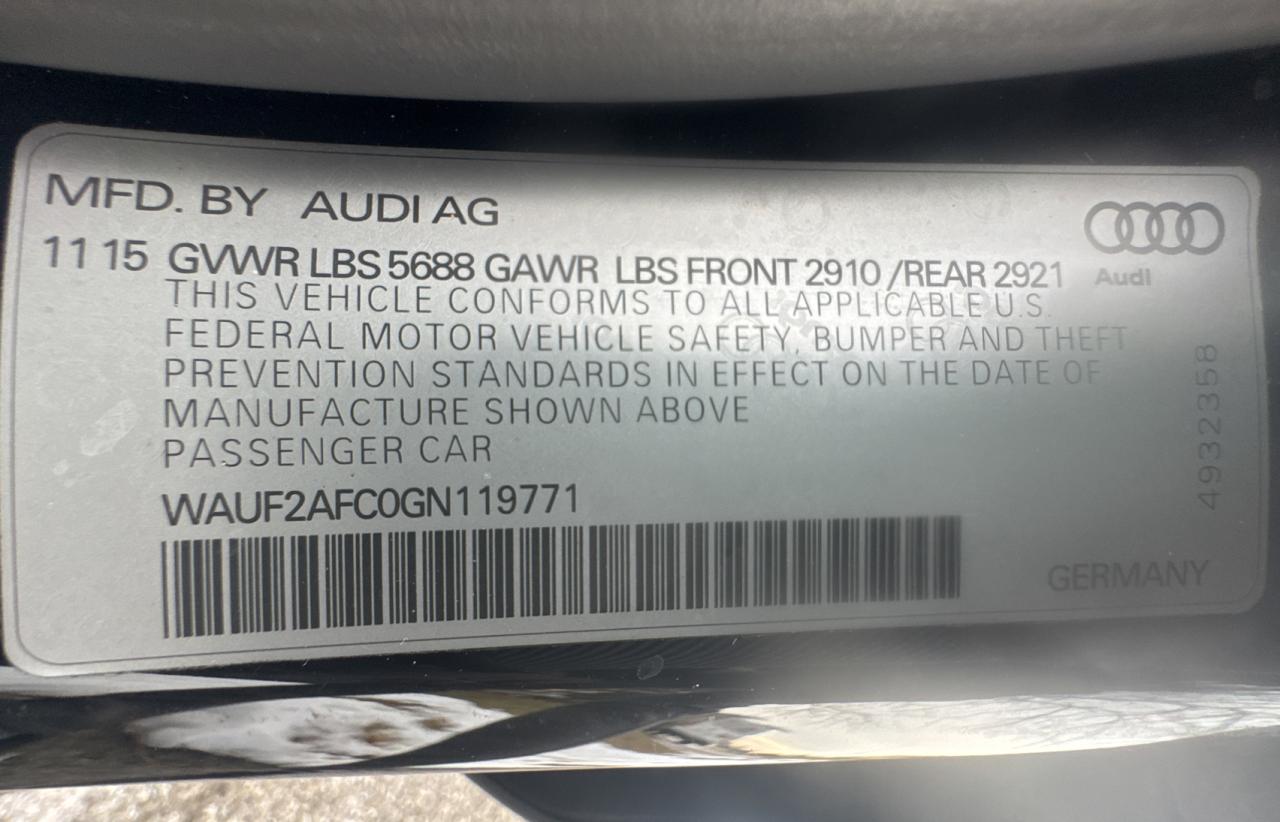 MFD. BY AUDI AG
11 15 GVWR LBS 5688 GAWR LBS FRONT 2910 /REAR 2921
Audi
THIS VEHICLE CONFORMS TO ALL APPLICABLE U.S.
FEDERAL MOTOR VEHICLE SAFETY, BUMPER AND THEFT
PREVENTION STANDARDS IN EFFECT ON THE DATE OF
MANUFACTURE SHOWN ABOVE
PASSENGER CAR
WAUF2AFC0GN119771
4932358
GERMANY